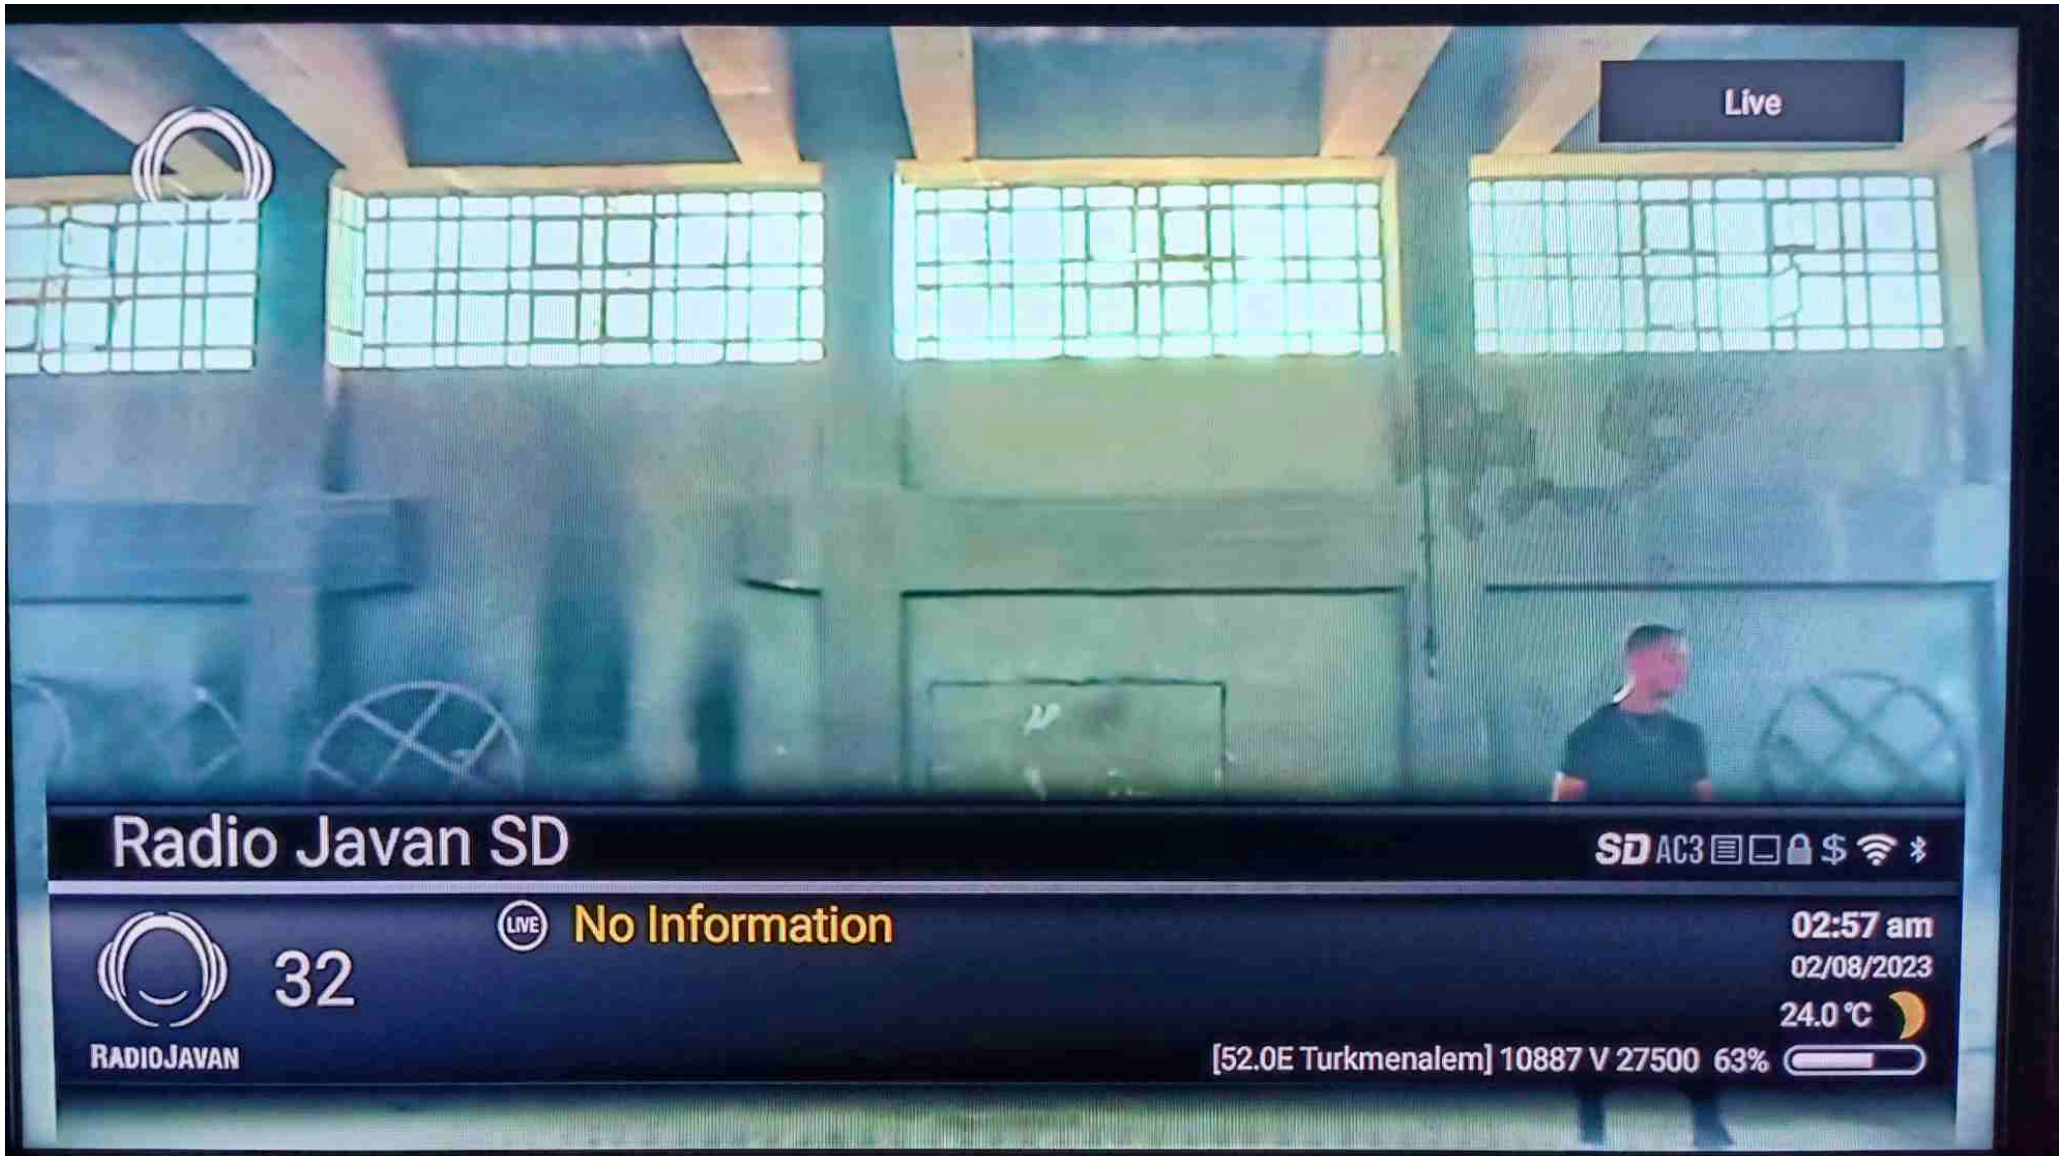 Live
Radio Javan SD
SD AC3 $
LIVE No Information
32
02:57 am
02/08/2023
24.0 °C
RADIOJAVAN
[52.0E Turkmenalem] 10887 V 27500 63%